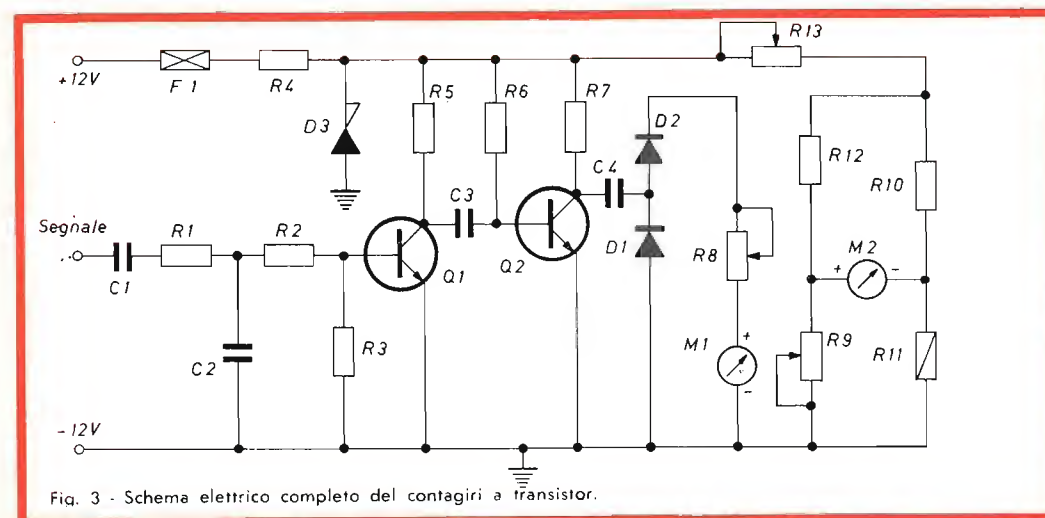 R13
+12V
F1
R4
R5
R6
R7
D3
D2
R12
R10
C4
C3
Segnale
R1
R2
D1
M2
+ -
R8
C1
Q1
Q2
R9
R11
M1
+
-
C2
R3
-12V
Fig. 3 - Schema elettrico completo del contagiri a transistor.